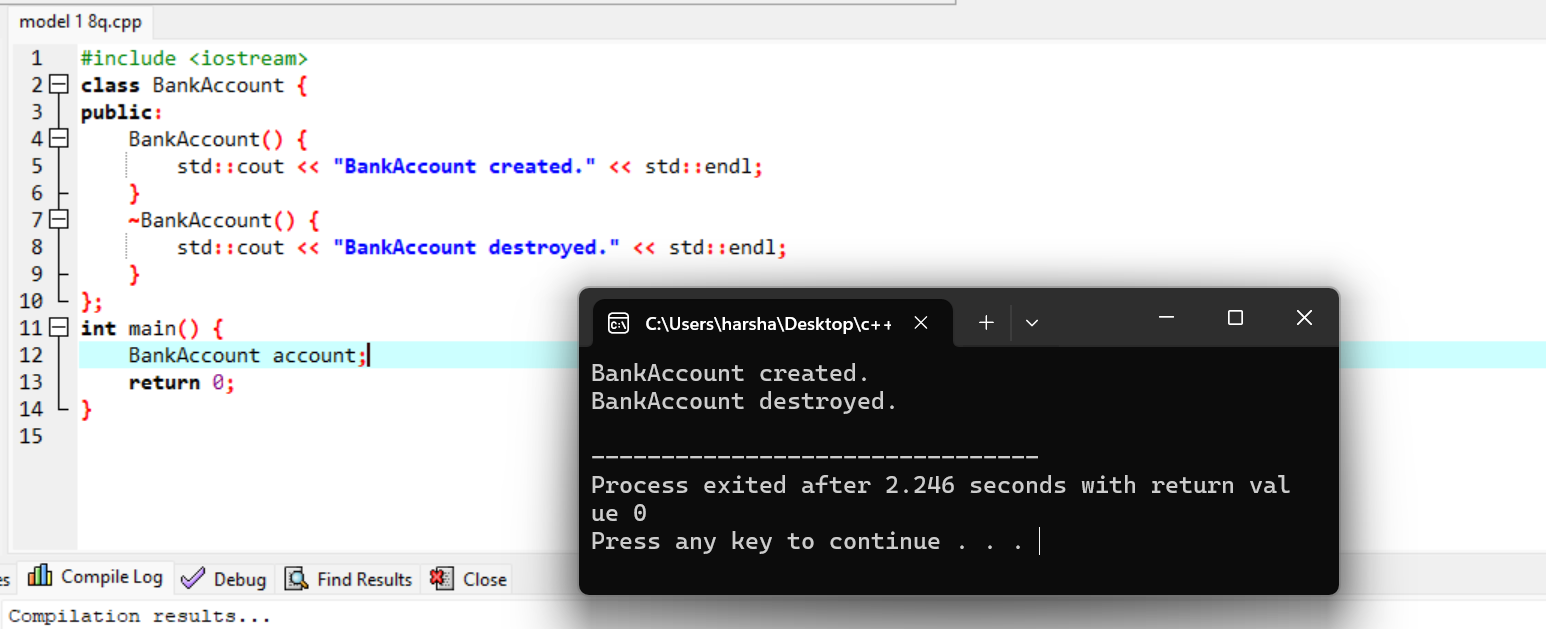 model 1 8q.cpp
1 #include <iostream>
2 class BankAccount {
3 public:
4     BankAccount() {
5         std::cout << "BankAccount created." << std::endl;
6     }
7     ~BankAccount() {
8         std::cout << "BankAccount destroyed." << std::endl;
9     }
10 };
11 int main() {
12     BankAccount account;
13     return 0;
14 }
15
C:\Users\harsha\Desktop\c++
BankAccount created.
BankAccount destroyed.
--------------------------------
Process exited after 2.246 seconds with return val
ue 0
Press any key to continue . . .
es Compile Log Debug Find Results Close
Compilation results...